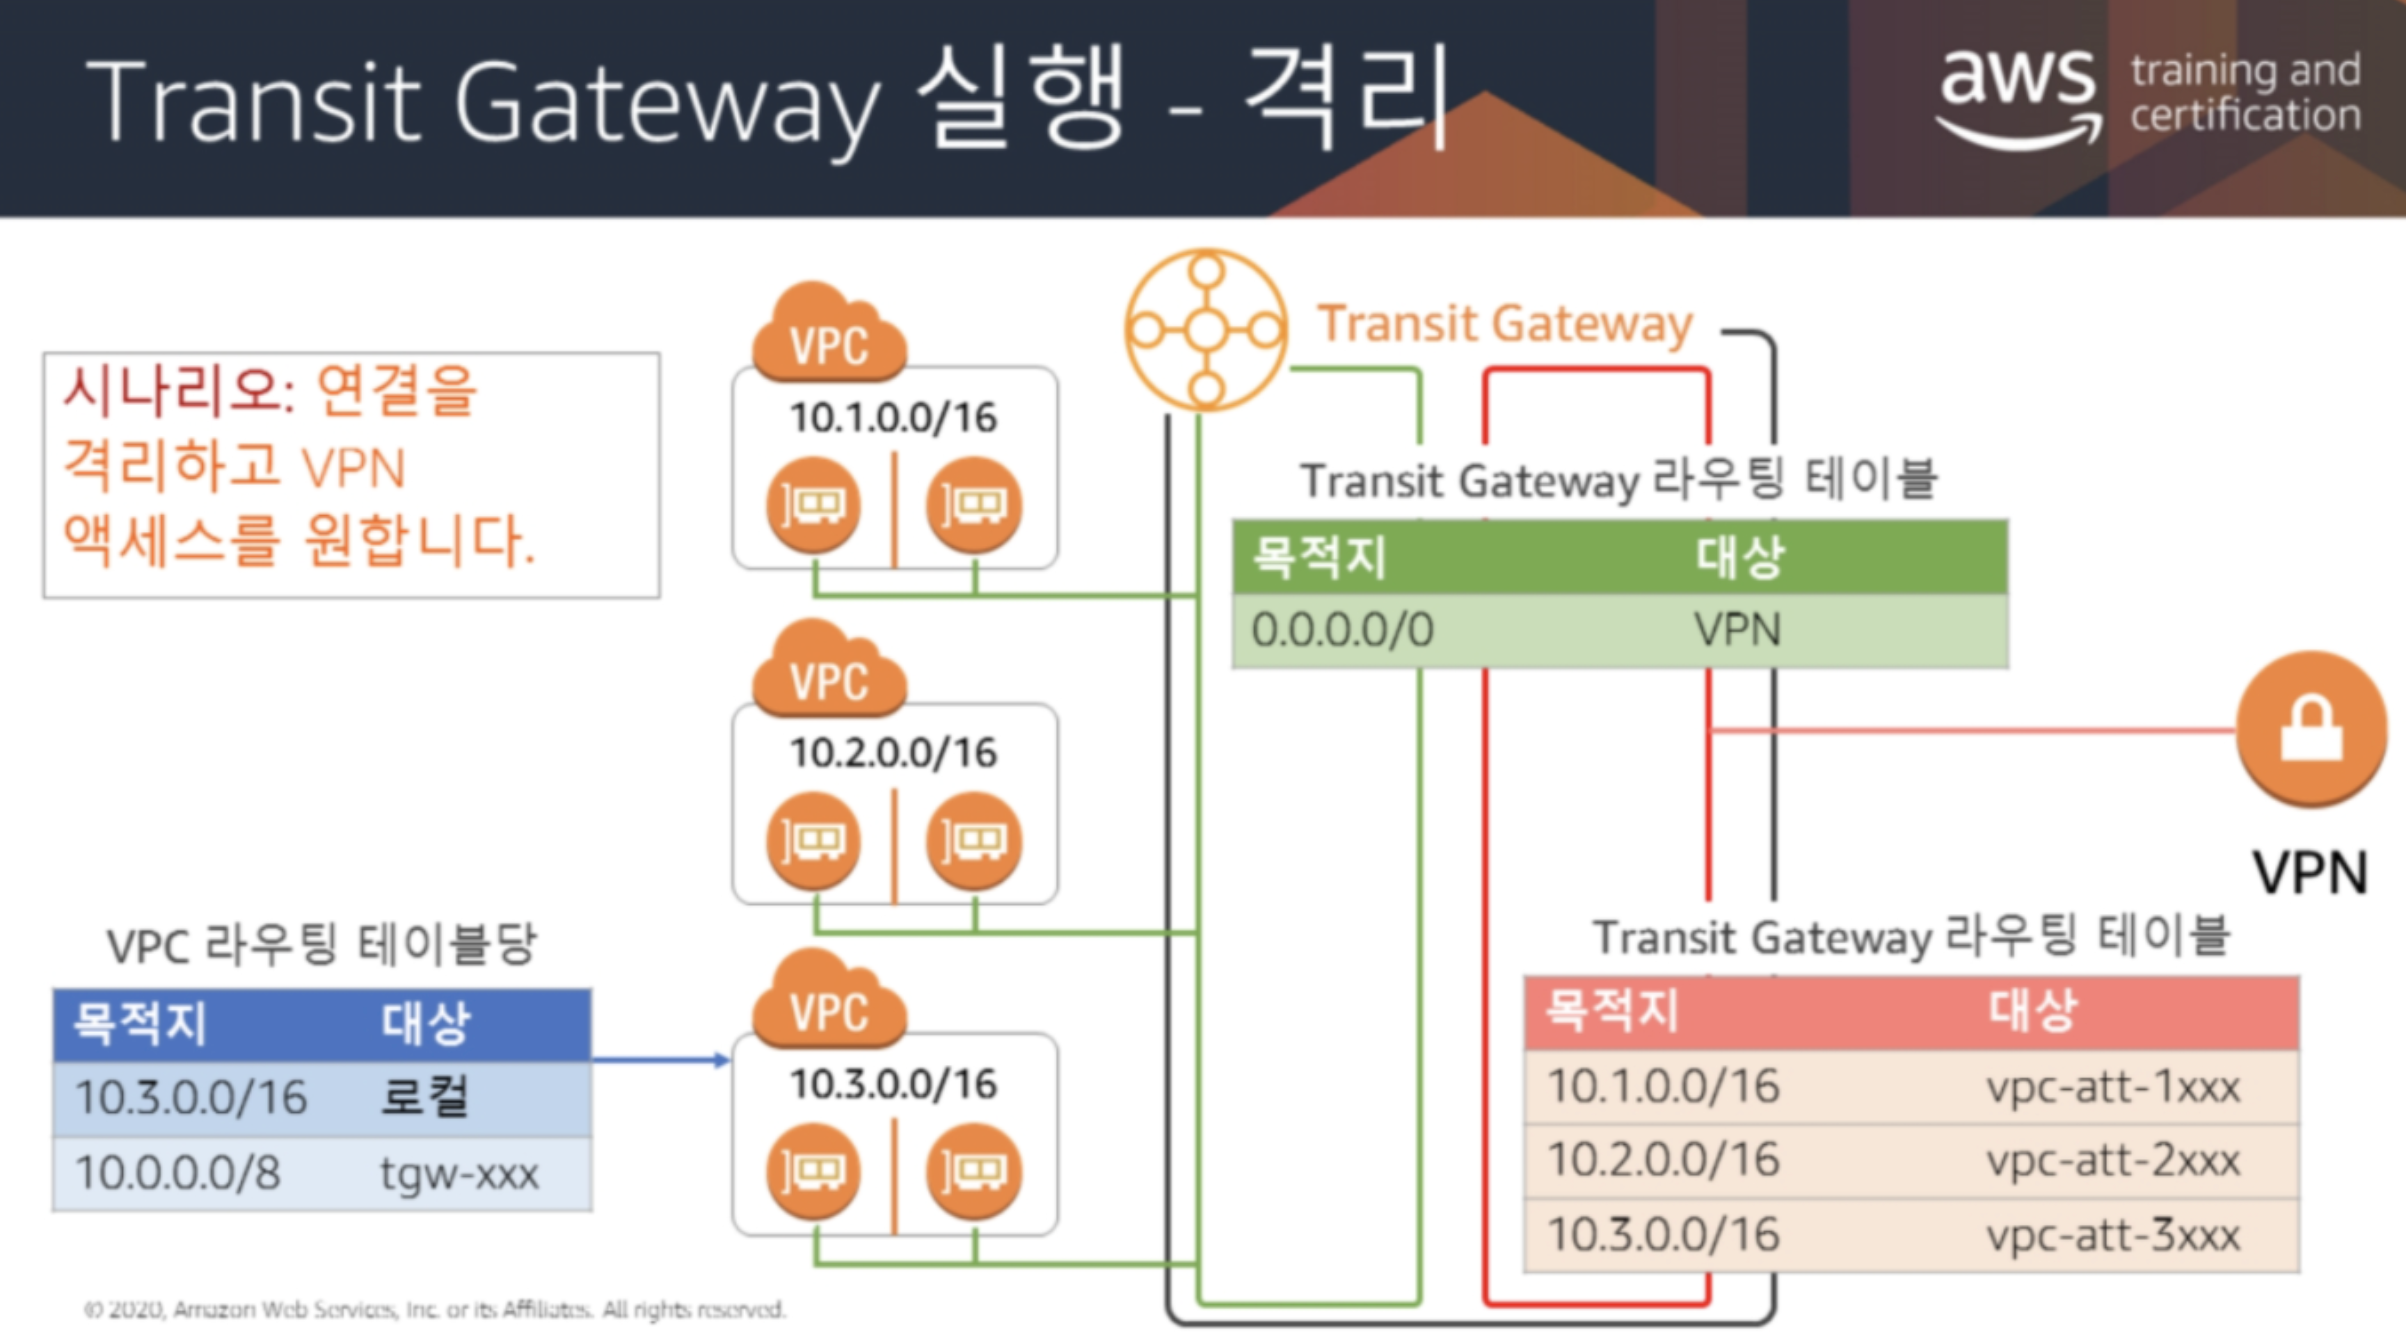 Transit Gateway 실행 - 격리
aws training and
certification
시나리오: 연결을
격리하고 VPN
액세스를 원합니다.
VPC
10.1.0.0/16
VPC
10.2.0.0/16
VPC
10.3.0.0/16
Transit Gateway
Transit Gateway 라우팅 테이블
목적지 대상
0.0.0.0/0 VPN
VPN
VPC 라우팅 테이블당
목적지 대상
10.3.0.0/16 로컬
10.0.0.0/8 tgw-xxx
Transit Gateway 라우팅 테이블
목적지 대상
10.1.0.0/16 vpc-att-1xxx
10.2.0.0/16 vpc-att-2xxx
10.3.0.0/16 vpc-att-3xxx
© 2020, Amazon Web Services, Inc. or its Affiliates. All rights reserved.